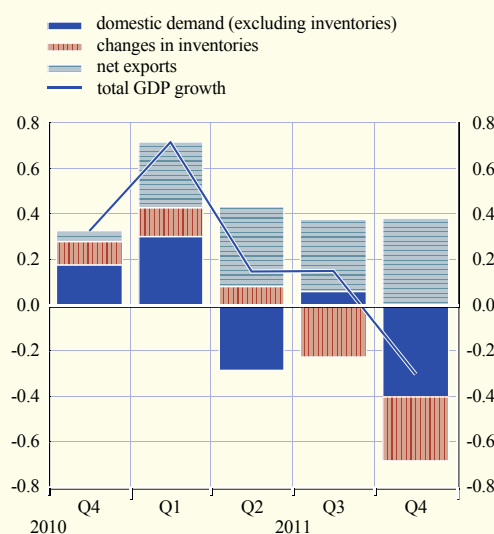 domestic demand (excluding inventories)
changes in inventories
net exports
total GDP growth
0.8 0.8
0.6 0.6
0.4 0.4
0.2 0.2
0.0 0.0
-0.2 -0.2
-0.4 -0.4
-0.6 -0.6
-0.8 -0.8
Q4 Q1 Q2 Q3 Q4
2010 2011